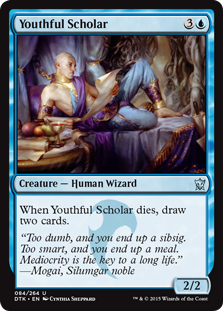 Youthful Scholar 3
Creature — Human Wizard
When Youthful Scholar dies, draw
two cards.
“Too dumb, and you end up a sibsig.
Too smart, and you end up a meal.
Mediocrity is the key to a long life.”
—Mogai, Silumgar noble
2/2
084/264 U
DTK • EN Cynthia Sheppard
™ & © 2015 Wizards of the Coast